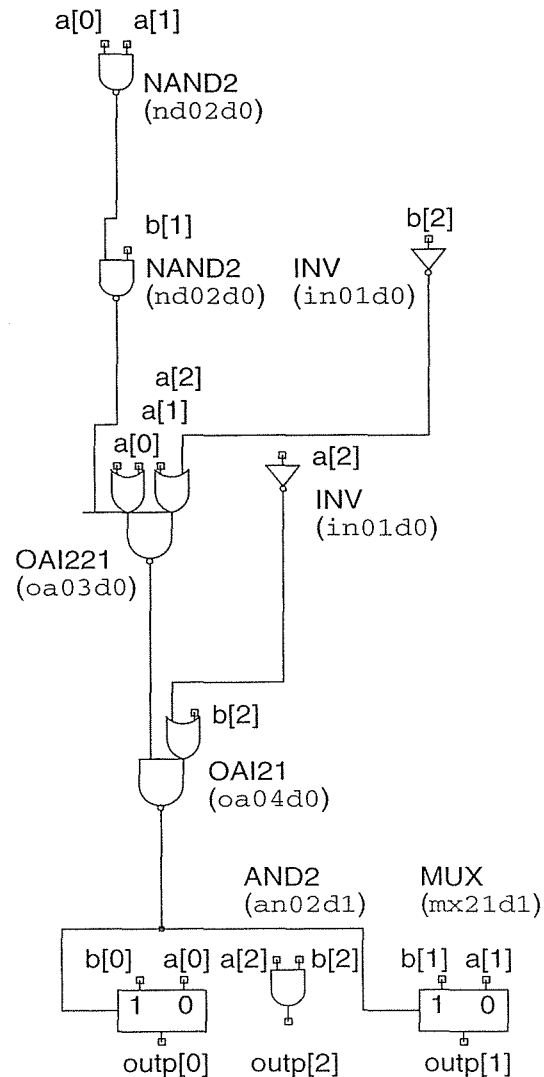 a[0] a[1]
NAND2
(nd02d0)
b[1]
b[2]
NAND2
(nd02d0)
INV
(in01d0)
a[2]
a[1]
a[0]
a[2]
INV
(in01d0)
OAI221
(oa03d0)
b[2]
OAI21
(oa04d0)
AND2
(an02d1)
MUX
(mx21d1)
b[0] a[0] a[2] b[2] b[1] a[1]
1 0 1 0
outp[0] outp[2] outp[1]